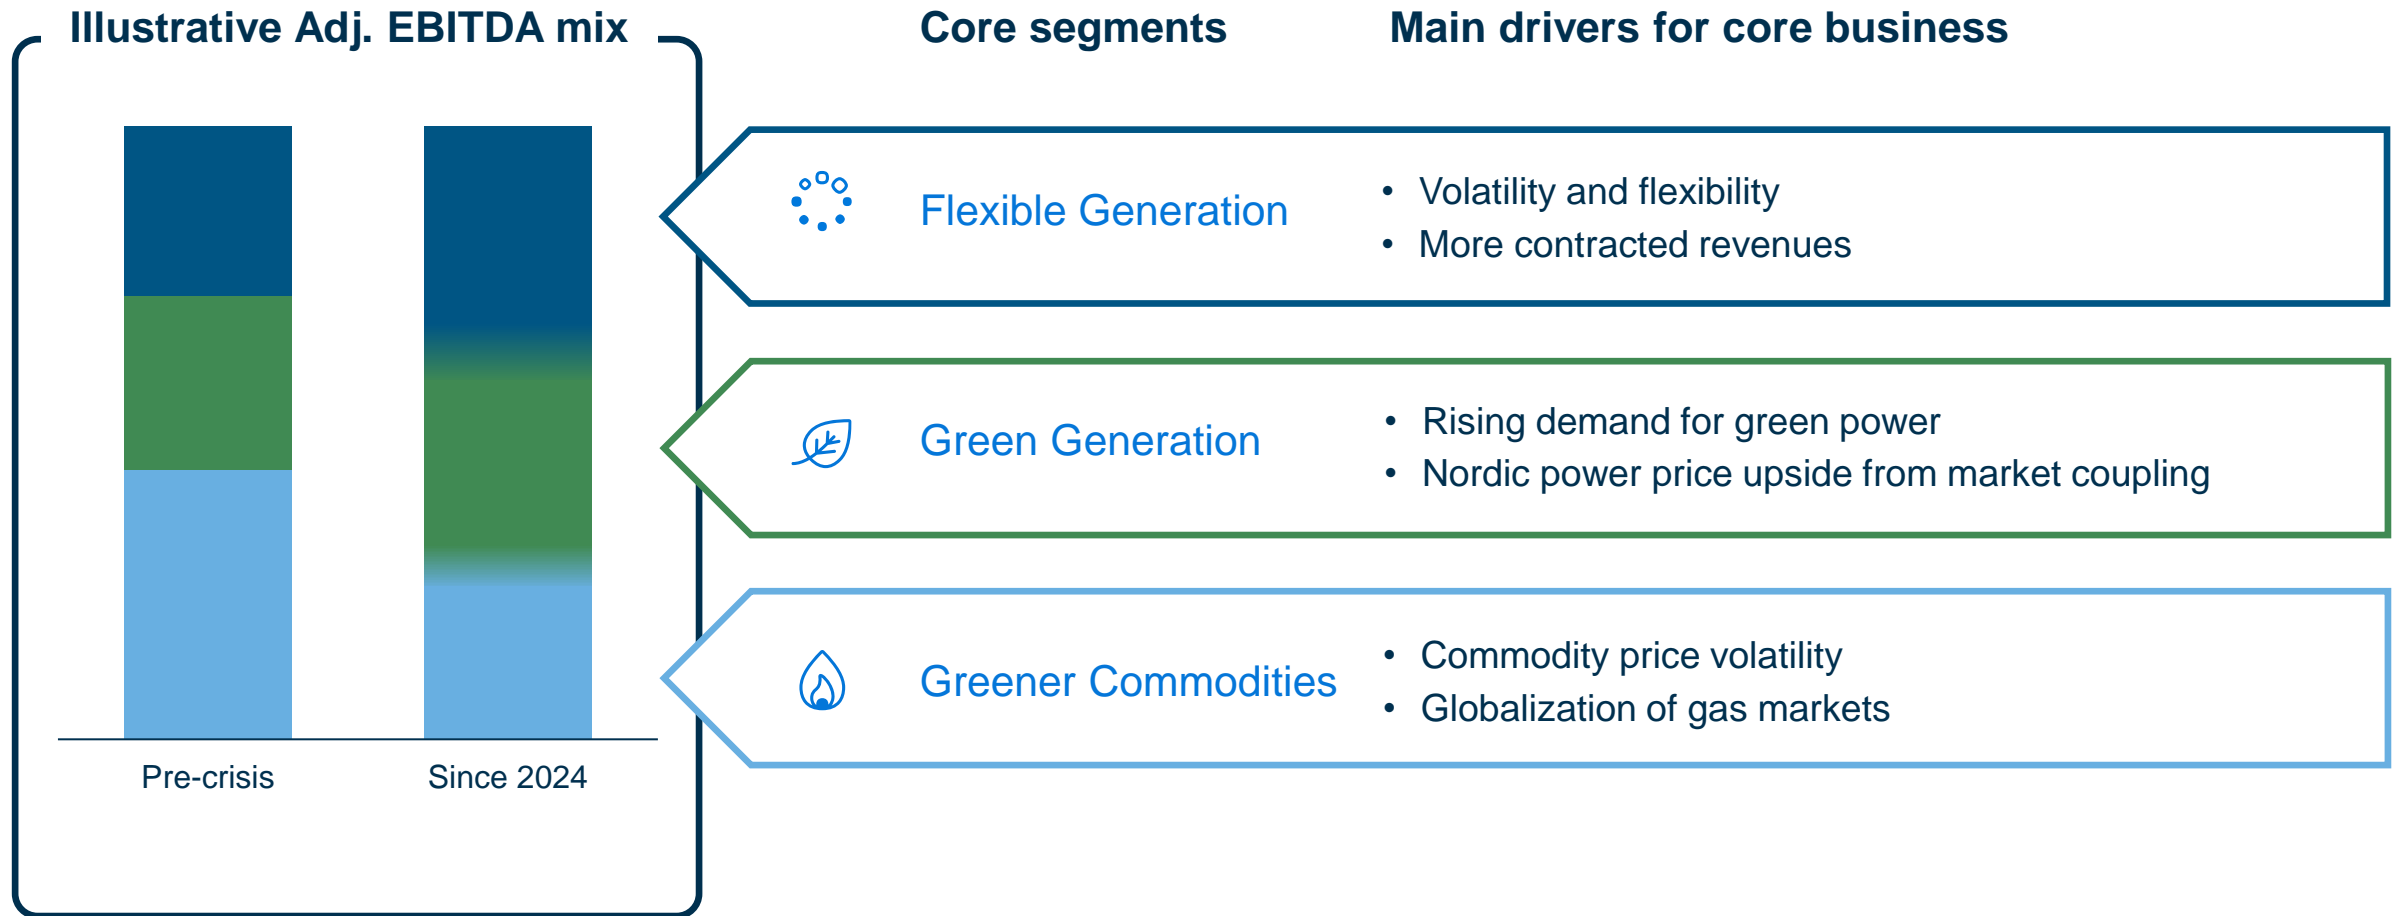 Illustrative Adj. EBITDA mix
Core segments
Main drivers for core business
Flexible Generation
• Volatility and flexibility
• More contracted revenues
Green Generation
• Rising demand for green power
• Nordic power price upside from market coupling
Greener Commodities
• Commodity price volatility
• Globalization of gas markets
Pre-crisis
Since 2024